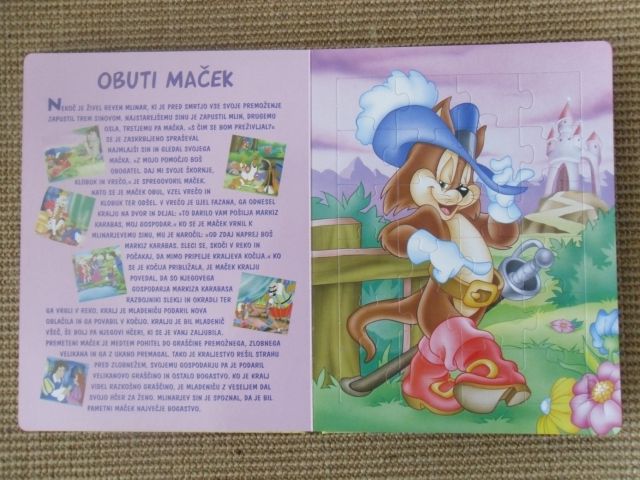 OBUTI MAČEK
NEKOČ JE ŽIVEL REVEN MLINAR, KI JE PRED SMRTJO VSE SVOJE PREMOŽENJE
ZAPUSTIL TREM SINOVOM. NAJSTAREJŠEMU SINU JE ZAPUSTIL MLIN, DRUGEMU
OSLA, TRETJEMU PA MAČKA. »S ČIM SE BOM PREŽIVLJAL?«
SE JE ZASKRBLJENO SPRAŠEVAL
NAJMLAJŠI SIN IN GLEDAL SVOJEGA
MAČKA. »Z MOJO POMOČJO BOŠ
OBOGATEL. DAJ MI SVOJE ŠKORNJE,
KLOBUK IN VREČO,« JE SPREGOVORIL MAČEK.
NATO SE JE MAČEK OBUL, VZEL VREČO IN
KLOBUK TER ODŠEL. V VREČO JE UJEL FAZANA, GA ODNESEL
KRALJU NA DVOR IN DEJAL: »TO DARILO VAM POŠILJA MARKIZ
KARABAS, MOJ GOSPODAR.« KO SE JE MAČEK VRNIL K
MLINARJEVEMU SINU, MU JE NAROČIL: »OD ZDAJ NAPREJ BOŠ
MARKIZ KARABAS. SLECI SE, SKOČI V REKO IN
POČAKAJ, DA MIMO PRIPELJE KRALJEVA KOČIJA.« KO
SE JE KOČIJA PRIBLIŽALA, JE MAČEK KRALJU
POVEDAL, DA SO NJEGOVEGA
GOSPODARJA MARKIZA KARABASA
RAZBOJNIKI SLEKLI IN OKRADLI TER
GA VRGLI V REKO. KRALJ JE MLADENIČU PODARIL NOVA
OBLAČILA IN GA POVABIL V KOČIJO. KRALJU JE BIL MLADENIČ
VŠEČ, ŠE BOLJ PA NJEGOVI HČERI, KI SE JE VANJ ZALJUBILA.
PREMETENI MAČEK JE MEDTEM POHITEL DO GRAŠČINE PREMOŽNEGA, ZLOBNEGA
VELIKANA IN GA Z UKANO PREMAGAL. TAKO JE KRALJESTVO REŠIL STRAHU
PRED ZLOBNEŽEM, SVOJEMU GOSPODARJU PA JE PODARIL
VELIKANOVO GRAŠČINO IN OSTALO BOGASTVO. KO JE KRALJ
VIDEL RAZKOŠNO GRAŠČINO, JE MLADENIČU Z VESELJEM DAL
SVOJO HČER ZA ŽENO. MLINARJEV SIN JE SPOZNAL, DA JE BIL
PAMETNI MAČEK NAJVEČJE BOGASTVO.